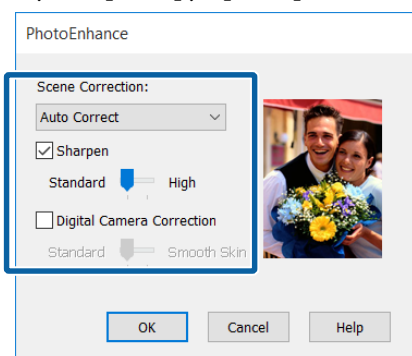 PhotoEnhance
Scene Correction:
Auto Correct
Sharpen
Standard High
Digital Camera Correction
Standard Smooth Skin
OK Cancel Help